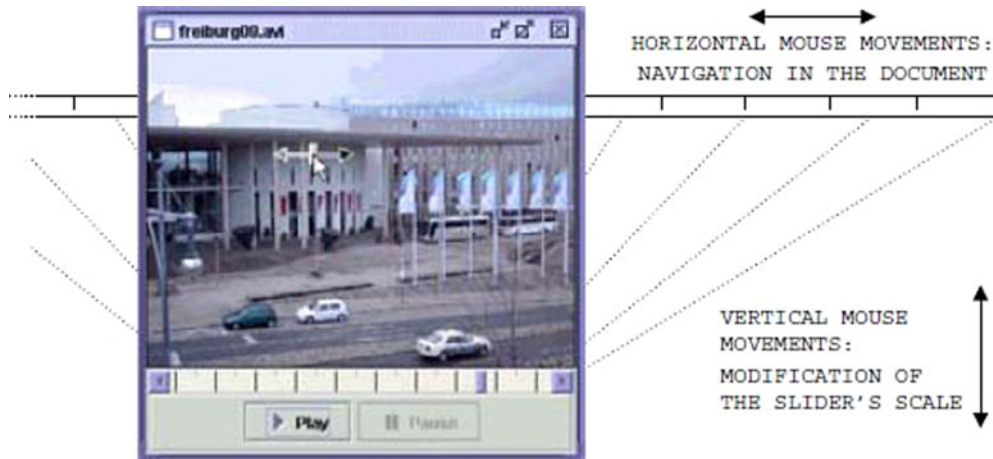 freiburg09.avi
HORIZONTAL MOUSE MOVEMENTS:
NAVIGATION IN THE DOCUMENT
VERTICAL MOUSE
MOVEMENTS:
MODIFICATION OF
THE SLIDER'S SCALE
Play
Pause